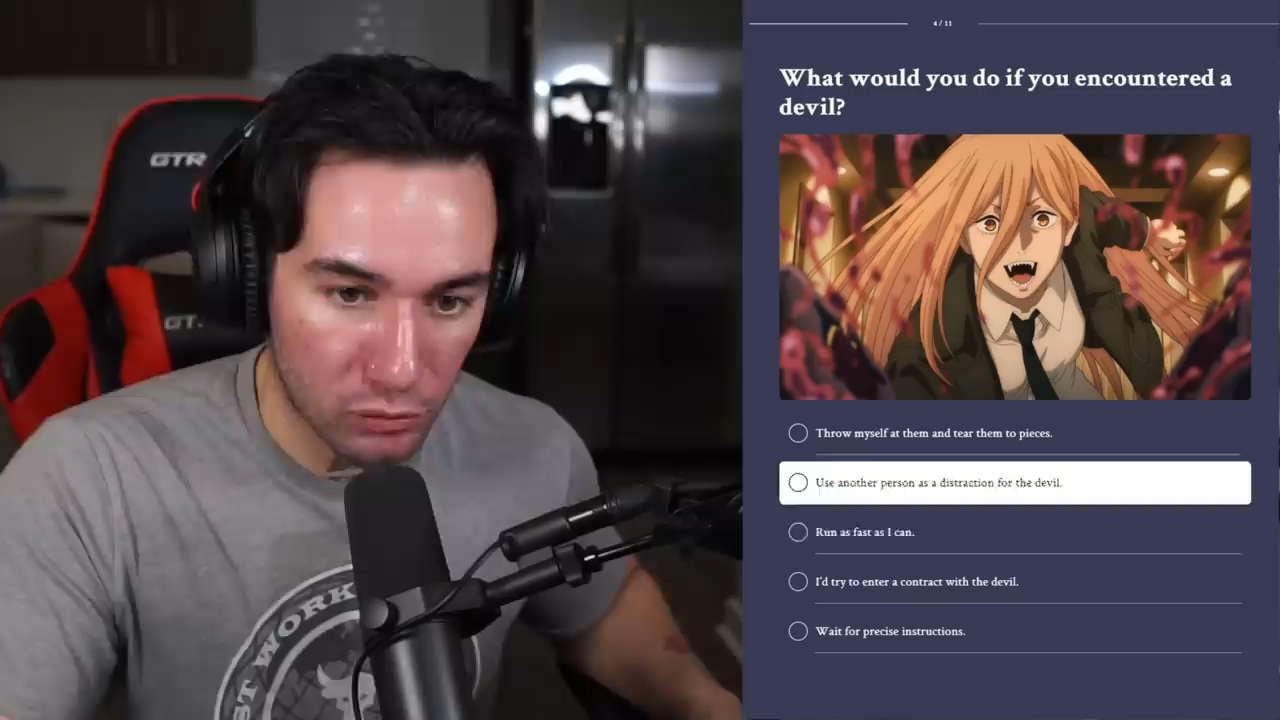 4 / 11
What would you do if you encountered a
devil?
Throw myself at them and tear them to pieces.
Use another person as a distraction for the devil.
Run as fast as I can.
I'd try to enter a contract with the devil.
Wait for precise instructions.
GTR
GT
ST WORK